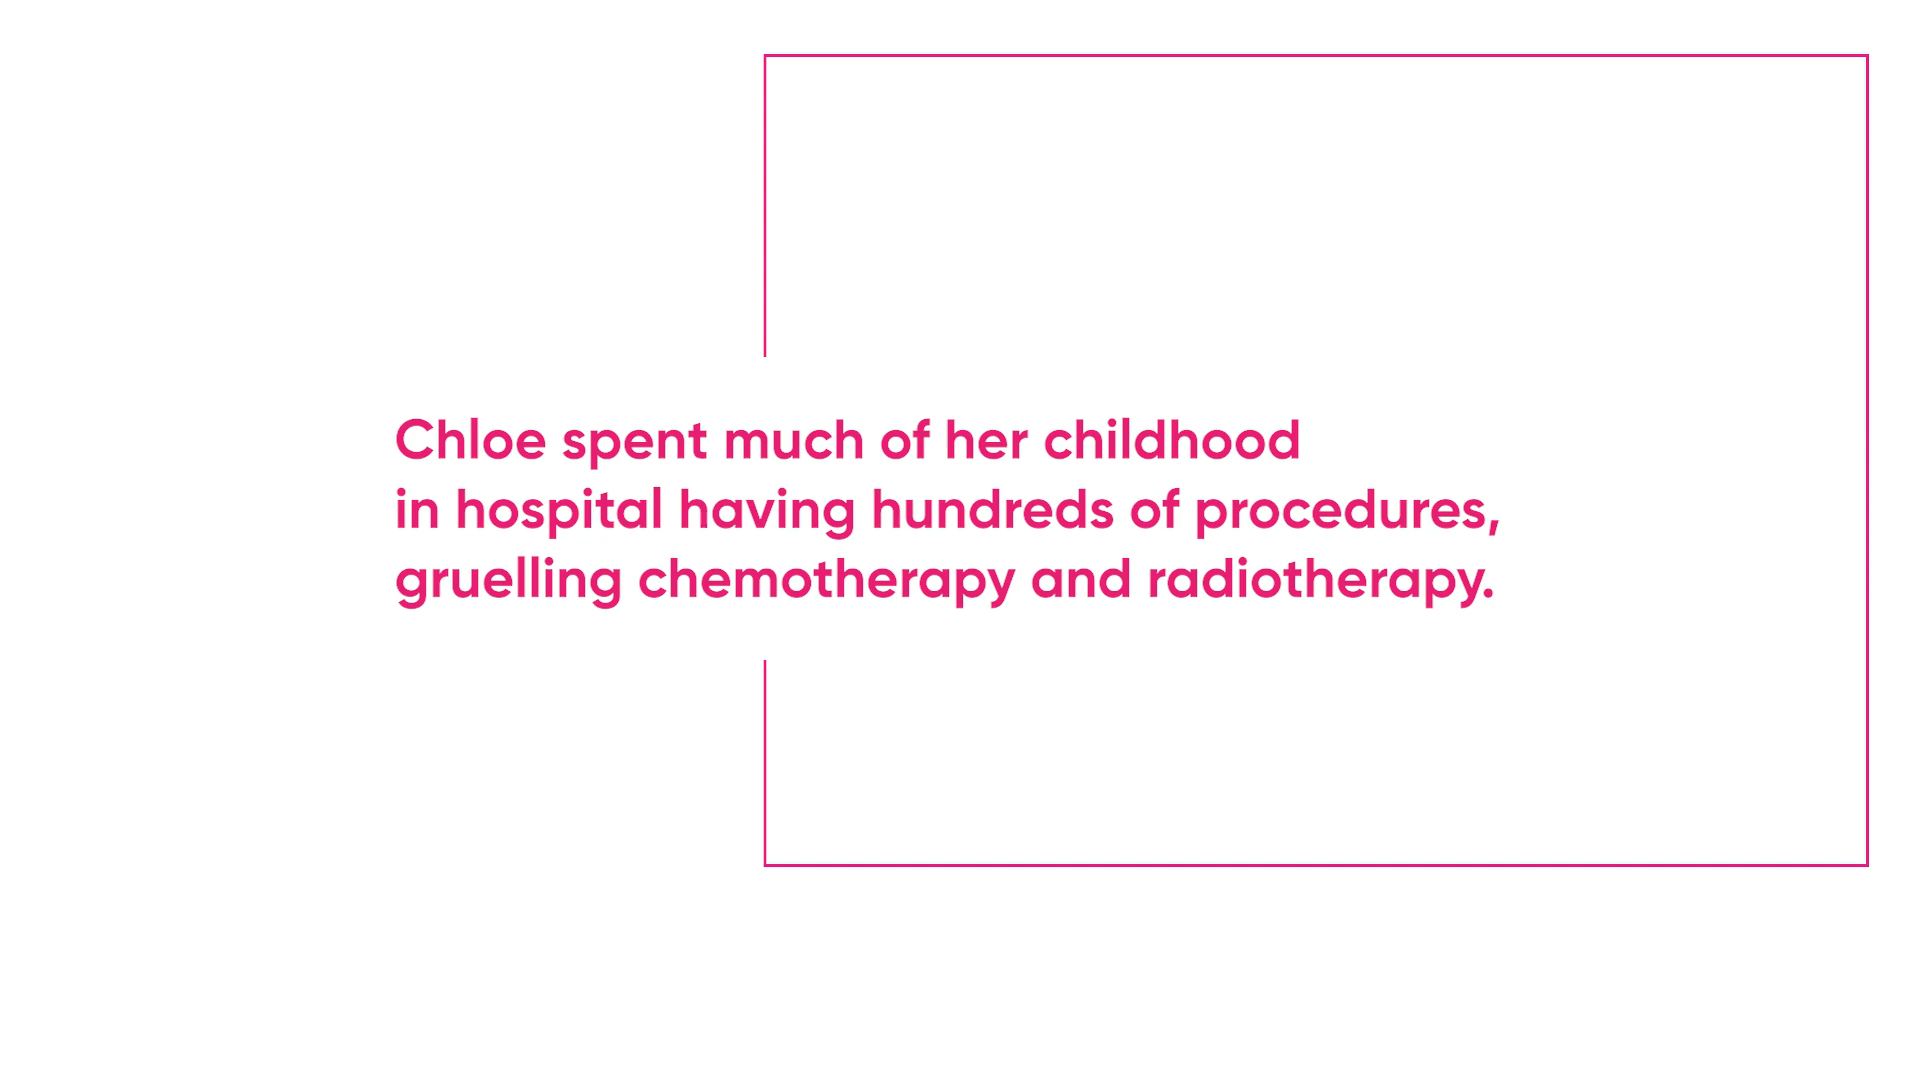 Chloe spent much of her childhood
in hospital having hundreds of procedures,
gruelling chemotherapy and radiotherapy.